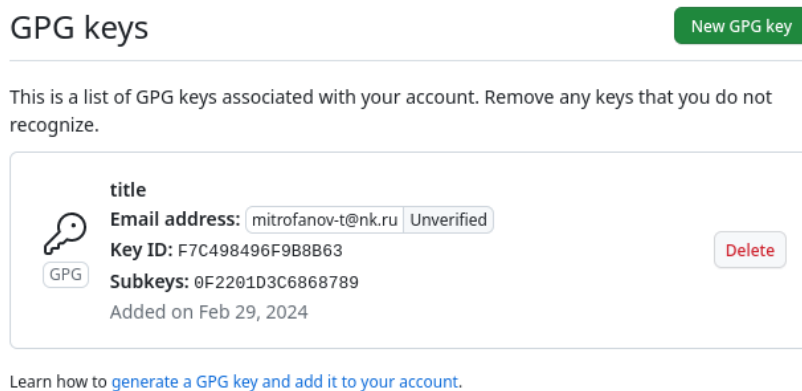 GPG keys
New GPG key
This is a list of GPG keys associated with your account. Remove any keys that you do not
recognize.
title
Email address: mitrofanov-t@nk.ru Unverified
Key ID: F7C498496F9B8B63
GPG
Subkeys: 0F2201D3C6868789
Added on Feb 29, 2024
Delete
Learn how to generate a GPG key and add it to your account.